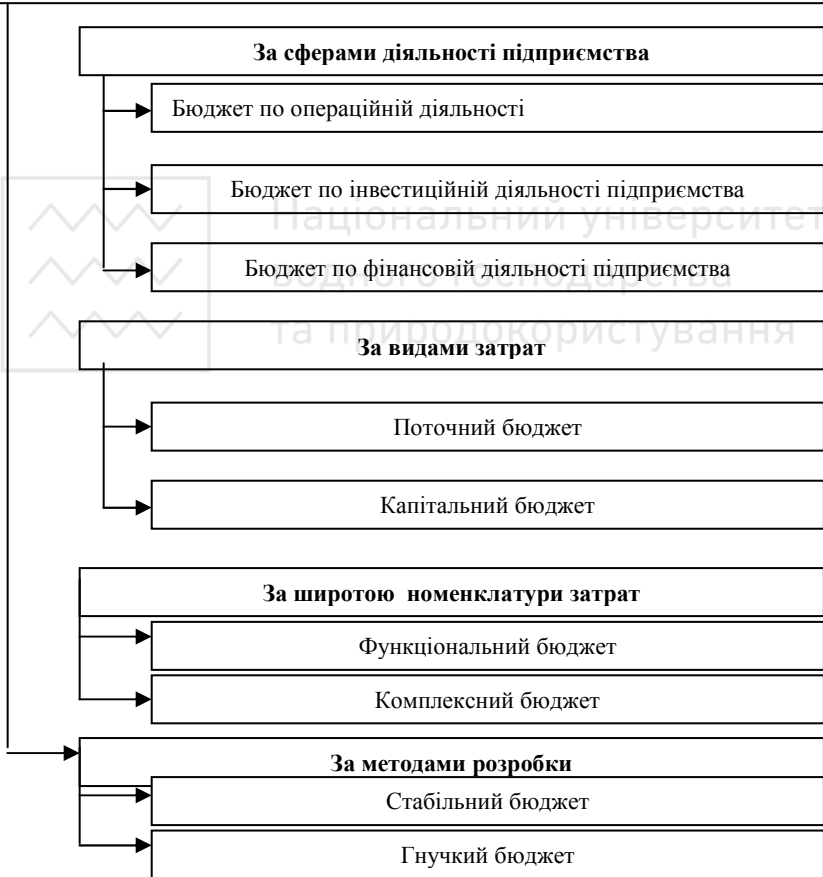 За сферами діяльності підприємства
Бюджет по операційній діяльності
Бюджет по інвестиційній діяльності підприємства
Національний університет
Бюджет по фінансовій діяльності підприємства
водного господарства
та природокористування
За видами затрат
Поточний бюджет
Капітальний бюджет
За широтою номенклатури затрат
Функціональний бюджет
Комплексний бюджет
За методами розробки
Стабільний бюджет
Гнучкий бюджет